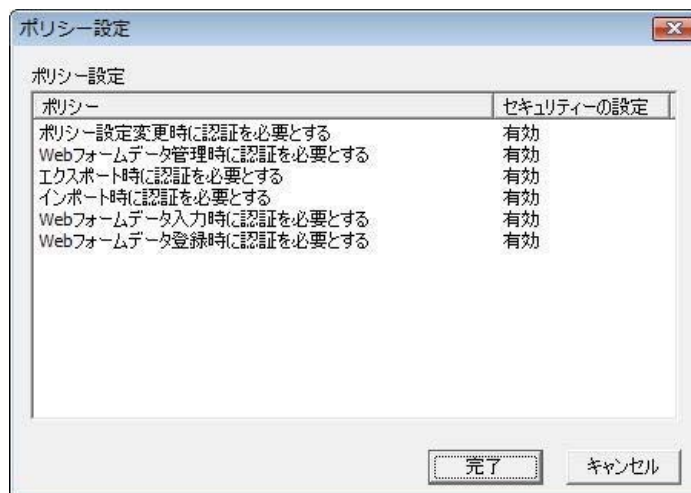 ポリシー設定
ポリシー設定
ポリシー セキュリティーの設定
ポリシー設定変更時に認証を必要とする 有効
Webフォームデータ管理時に認証を必要とする 有効
エクスポート時に認証を必要とする 有効
インポート時に認証を必要とする 有効
Webフォームデータ入力時に認証を必要とする 有効
Webフォームデータ登録時に認証を必要とする 有効
完了 キャンセル